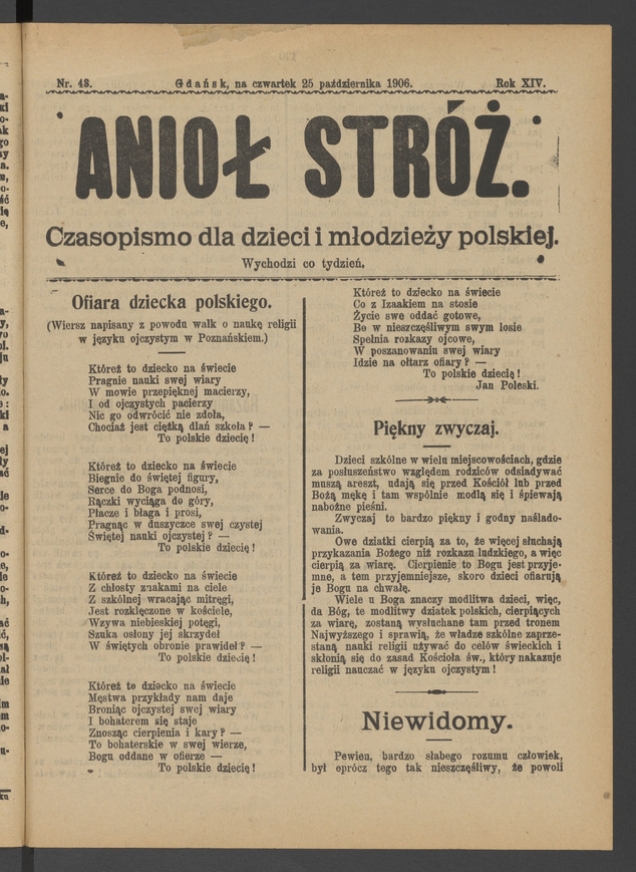 Nr. 43. Gdańsk, na czwartek 25 października 1906. Rok XIV.
ANIOŁ STRÓŻ.
Czasopismo dla dzieci i młodzieży polskiej.
Wychodzi co tydzień.
Ofiara dziecka polskiego.
(Wiersz napisany z powodu walk o naukę religii
w języku ojczystym w Poznańskiem.)
Któreż to dziecko na świecie
Pragnie nauki swej wiary
W mowie przepięknej macierzy,
I od ojczystych pacierzy
Nic go odwrócić nie zdoła,
Chociaż jest ciężką dlań szkoła? —
To polskie dziecię!
Któreż to dziecko na świecie
Biegnie do świętej figury,
Serce do Boga podnosi,
Rączki wyciąga do góry,
Płacze i błaga i prosi,
Pragnąc w duszyczce swej czystej
Świętej nauki ojczystej? —
To polskie dziecię!
Któreż to dziecko na świecie
Z chłosty znakami na ciele
Z szkolnej wracając mitręgi,
Jest rozklęczone w kościele,
Wzywa niebieskiej potęgi,
Szuka osłony jej skrzydeł
W świętych obronie prawideł? —
To polskie dziecię!
Któreż to dziecko na świecie
Męstwa przykłady nam daje
Broniąc ojczystej swej wiary
I bohaterem się staje
Znosząc cierpienia i kary? —
To bohaterskie w swej wierze,
Bogu oddane w ofierze —
To polskie dziecię!
Któreż to dziecko na świecie
Co z Izaakiem na stosie
Życie swe oddać gotowe,
Bo w nieszczęśliwym swym losie
Spełnia rozkazy ojcowe,
W poszanowaniu swej wiary
Idzie na ołtarz ofiary? —
To polskie dziecię!
Jan Poleski.
Piękny zwyczaj.
Dzieci szkólne w wielu miejscowościach, gdzie
za posłuszeństwo względem rodziców odsiadywać
muszą areszt, udają się przed Kościół lub przed
Bożą mękę i tam wspólnie modlą się i śpiewają
nabożne pieśni.
Zwyczaj to bardzo piękny i godny naślado-
wania.
Owe dziatki cierpią za to, że więcej słuchają
przykazania Bożego niż rozkazu ludzkiego, a więc
cierpią za wiarę. Cierpienie to Bogu jest przyje-
mne, a tem przyjemniejsze, skoro dzieci ofiarują
je Bogu na chwałę.
Wiele u Boga znaczy modlitwa dzieci, więc,
da Bóg, te modlitwy dziatek polskich, cierpiących
za wiarę, zostaną wysłuchane tam przed tronem
Najwyższego i sprawią, że władze szkólne zaprze-
staną nauki religii używać do celów świeckich i
skłonią się do zasad Kościoła św., który nakazuje
religii nauczać w języku ojczystym!
Niewidomy.
Pewien, bardzo słabego rozumu człowiek,
był oprócz tego tak nieszczęśliwy, że powoli